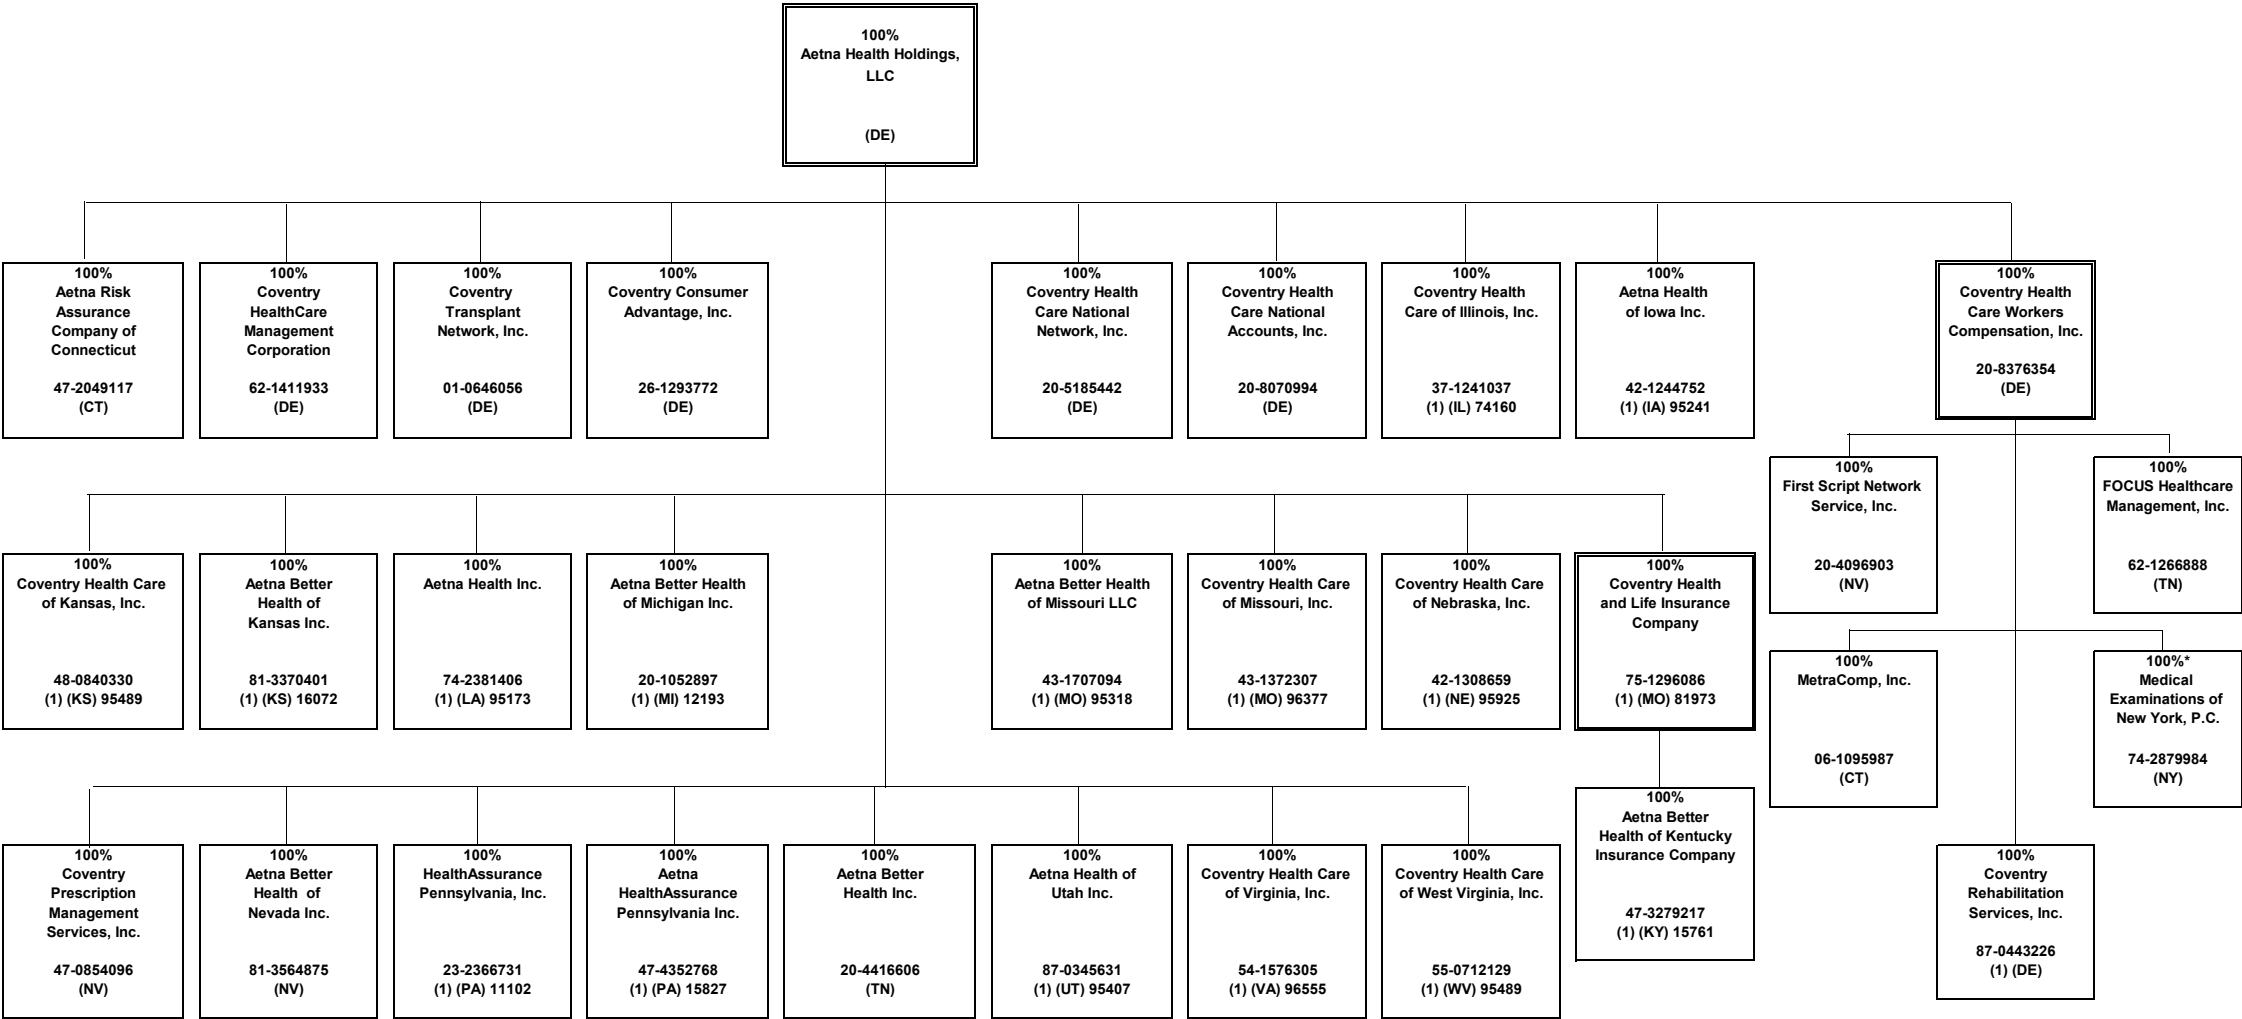 100%
Aetna Health Holdings,
LLC
(DE)
100%
Aetna Risk
Assurance
Company of
Connecticut
47-2049117
(CT)
100%
Coventry
HealthCare
Management
Corporation
62-1411933
(DE)
100%
Coventry
Transplant
Network, Inc.
01-0646056
(DE)
100%
Coventry Consumer
Advantage, Inc.
26-1293772
(DE)
100%
Coventry Health
Care National
Network, Inc.
20-5185442
(DE)
100%
Coventry Health
Care National
Accounts, Inc.
20-8070994
(DE)
100%
Coventry Health
Care of Illinois, Inc.
37-1241037
(1) (IL) 74160
100%
Aetna Health
of Iowa Inc.
42-1244752
(1) (IA) 95241
100%
Coventry Health
Care Workers
Compensation, Inc.
20-8376354
(DE)
100%
First Script Network
Service, Inc.
20-4096903
(NV)
100%
FOCUS Healthcare
Management, Inc.
62-1266888
(TN)
100%
Coventry Health Care
of Kansas, Inc.
48-0840330
(1) (KS) 95489
100%
Aetna Better
Health of
Kansas Inc.
81-3370401
(1) (KS) 16072
100%
Aetna Health Inc.
74-2381406
(1) (LA) 95173
100%
Aetna Better Health
of Michigan Inc.
20-1052897
(1) (MI) 12193
100%
Aetna Better Health
of Missouri LLC
43-1707094
(1) (MO) 95318
100%
Coventry Health Care
of Missouri, Inc.
43-1372307
(1) (MO) 96377
100%
Coventry Health Care
of Nebraska, Inc.
42-1308659
(1) (NE) 95925
100%
Coventry Health
and Life Insurance
Company
75-1296086
(1) (MO) 81973
100%
MetraComp, Inc.
06-1095987
(CT)
100%*
Medical
Examinations of
New York, P.C.
74-2879984
(NY)
100%
Coventry
Prescription
Management
Services, Inc.
47-0854096
(NV)
100%
Aetna Better
Health of
Nevada Inc.
81-3564875
(NV)
100%
HealthAssurance
Pennsylvania, Inc.
23-2366731
(1) (PA) 11102
100%
Aetna
HealthAssurance
Pennsylvania Inc.
47-4352768
(1) (PA) 15827
100%
Aetna Better
Health Inc.
20-4416606
(TN)
100%
Aetna Health of
Utah Inc.
87-0345631
(1) (UT) 95407
100%
Coventry Health Care
of Virginia, Inc.
54-1576305
(1) (VA) 96555
100%
Coventry Health Care
of West Virginia, Inc.
55-0712129
(1) (WV) 95489
100%
Aetna Better
Health of Kentucky
Insurance Company
47-3279217
(1) (KY) 15761
100%
Coventry
Rehabilitation
Services, Inc.
87-0443226
(1) (DE)